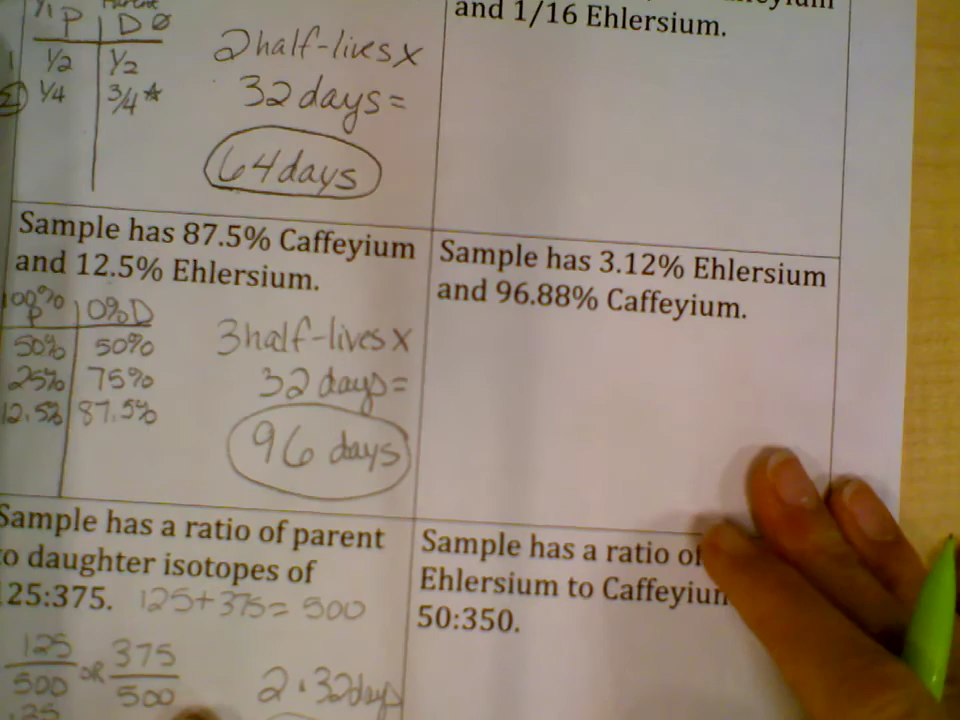 P | D
1/2 | 1/2
1/4 | 3/4 *
2 half-lives x
32 days =
64 days
and 1/16 Ehlersium.
Sample has 87.5% Caffeyium
and 12.5% Ehlersium.
100% P | 0% D
50% | 50%
25% | 75%
12.5% | 87.5%
3 half-lives x
32 days =
96 days
Sample has 3.12% Ehlersium
and 96.88% Caffeyium.
Sample has a ratio of parent
to daughter isotopes of
125:375. 125+375= 500
125/500 OR 375/500
.25
2 · 32 days
Sample has a ratio of
Ehlersium to Caffeyium
50:350.